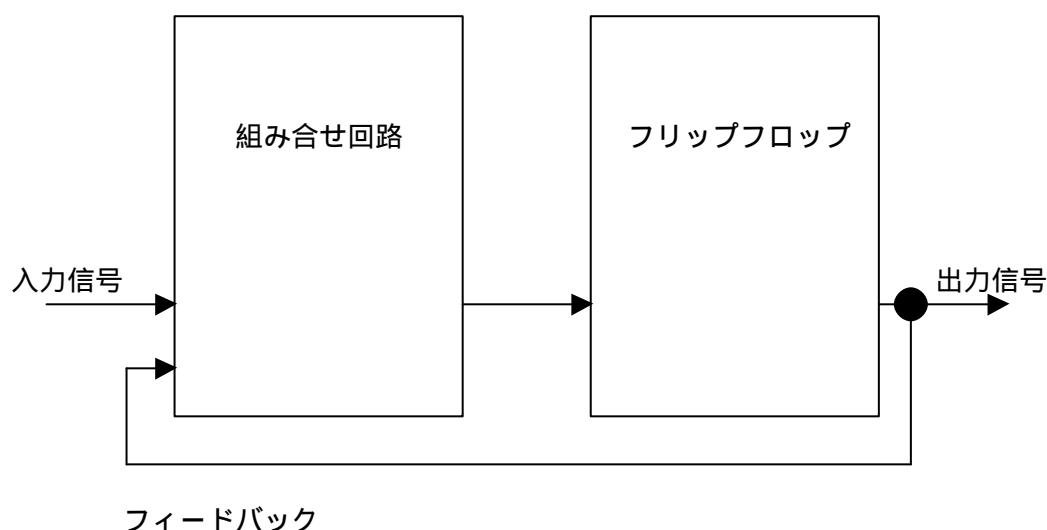 組み合せ回路
フリップフロップ
入力信号
出力信号
フィードバック